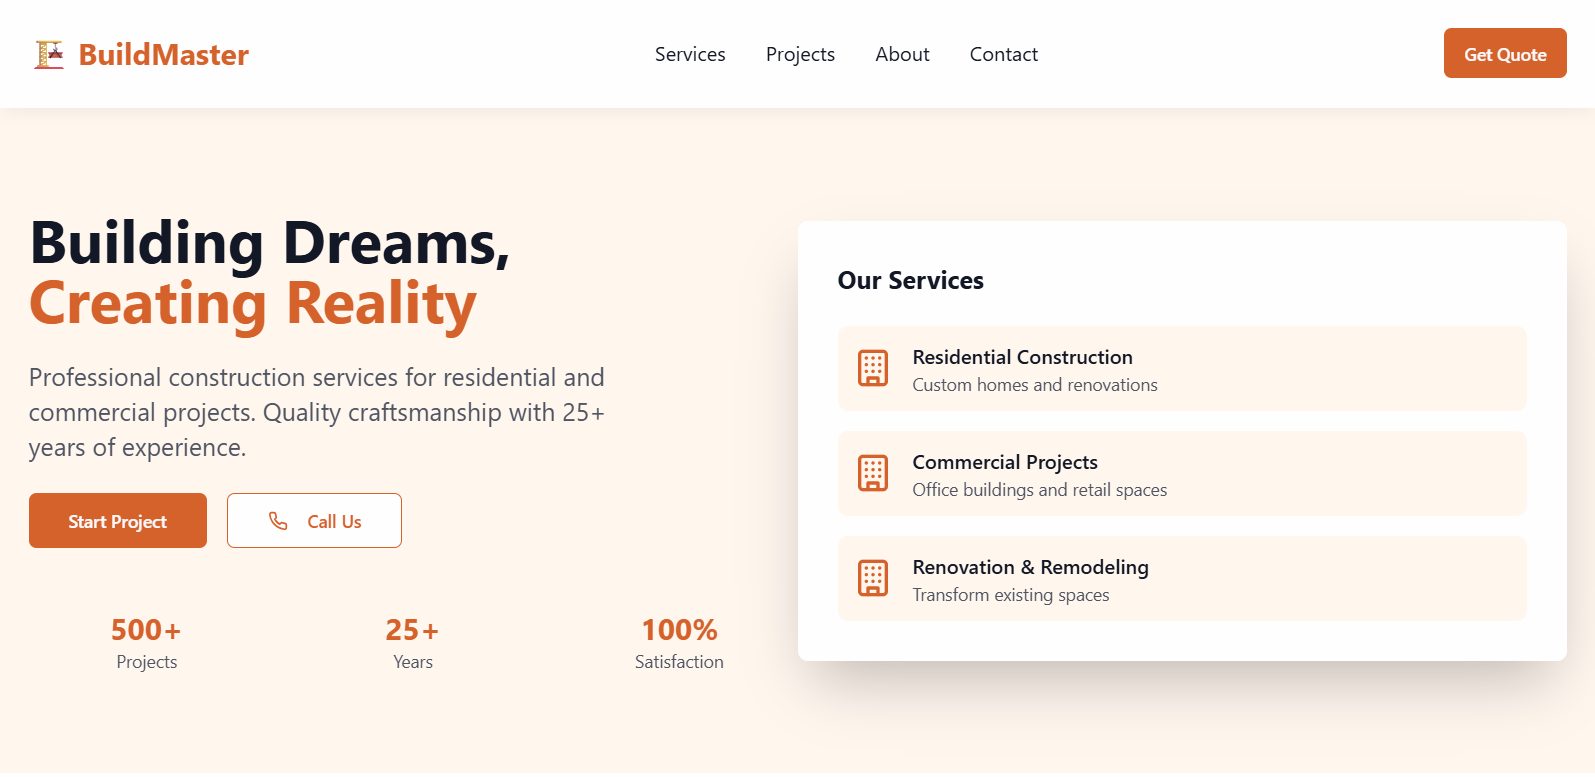 BuildMaster
Services
Projects
About
Contact
Get Quote
Building Dreams,
Creating Reality
Professional construction services for residential and
commercial projects. Quality craftsmanship with 25+
years of experience.
Start Project
Call Us
500+
Projects
25+
Years
100%
Satisfaction
Our Services
Residential Construction
Custom homes and renovations
Commercial Projects
Office buildings and retail spaces
Renovation & Remodeling
Transform existing spaces